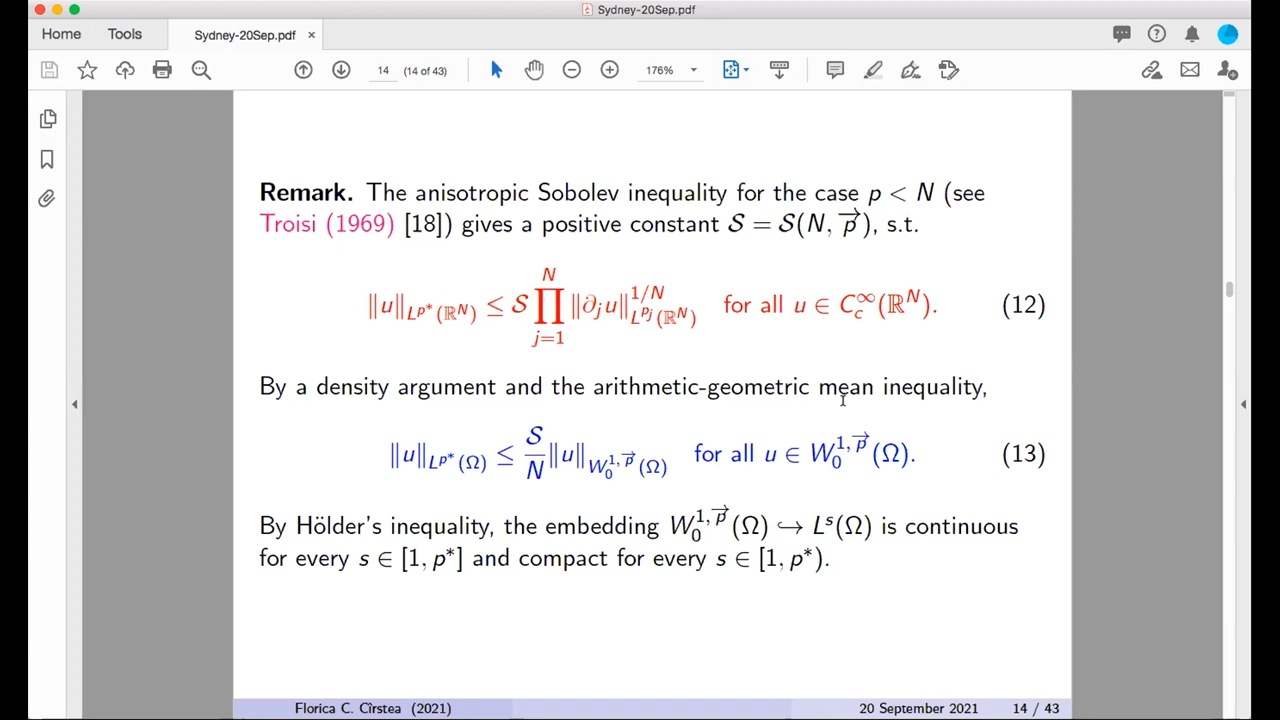 Sydney-20Sep.pdf
Home Tools Sydney-20Sep.pdf ×
14 (14 of 43) 176%
Remark. The anisotropic Sobolev inequality for the case p < N (see
Troisi (1969) [18]) gives a positive constant 𝒮 = 𝒮(N, p⃗), s.t.
‖u‖_{L^{p*}(ℝ^N)} ≤ 𝒮 ∏_{j=1}^{N} ‖∂_j u‖^{1/N}_{L^{p_j}(ℝ^N)} for all u ∈ C_c^∞(ℝ^N). (12)
By a density argument and the arithmetic-geometric mean inequality,
‖u‖_{L^{p*}(Ω)} ≤ 𝒮/N ‖u‖_{W_0^{1,p⃗}(Ω)} for all u ∈ W_0^{1,p⃗}(Ω). (13)
By Hölder's inequality, the embedding W_0^{1,p⃗}(Ω) ↪ L^s(Ω) is continuous
for every s ∈ [1, p*] and compact for every s ∈ [1, p*).
Florica C. Cîrstea (2021) 20 September 2021 14 / 43